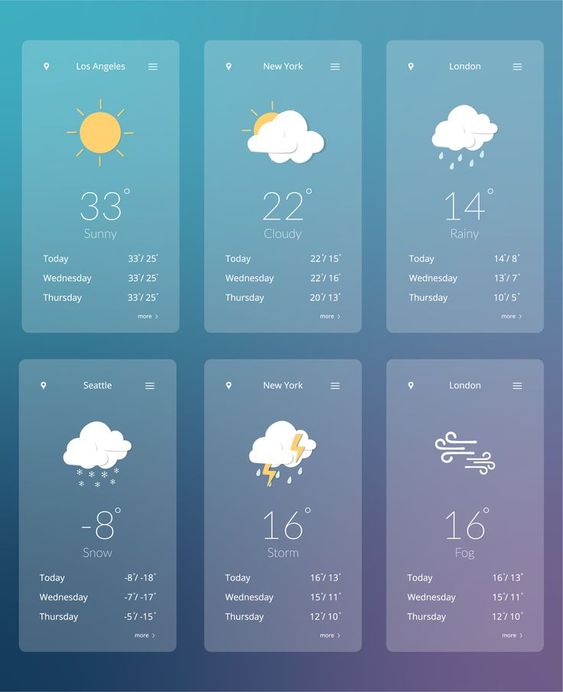 Los Angeles
33°
Sunny
Today 33°/ 25°
Wednesday 33°/ 25°
Thursday 33°/ 25°
more >
New York
22°
Cloudy
Today 22°/ 15°
Wednesday 22°/ 16°
Thursday 20°/ 13°
more >
London
14°
Rainy
Today 14°/ 8°
Wednesday 13°/ 7°
Thursday 10°/ 5°
more >
Seattle
-8°
Snow
Today -8°/ -18°
Wednesday -7°/ -17°
Thursday -5°/ -15°
more >
New York
16°
Storm
Today 16°/ 13°
Wednesday 15°/ 11°
Thursday 12°/ 10°
more >
London
16°
Fog
Today 16°/ 13°
Wednesday 15°/ 11°
Thursday 12°/ 10°
more >